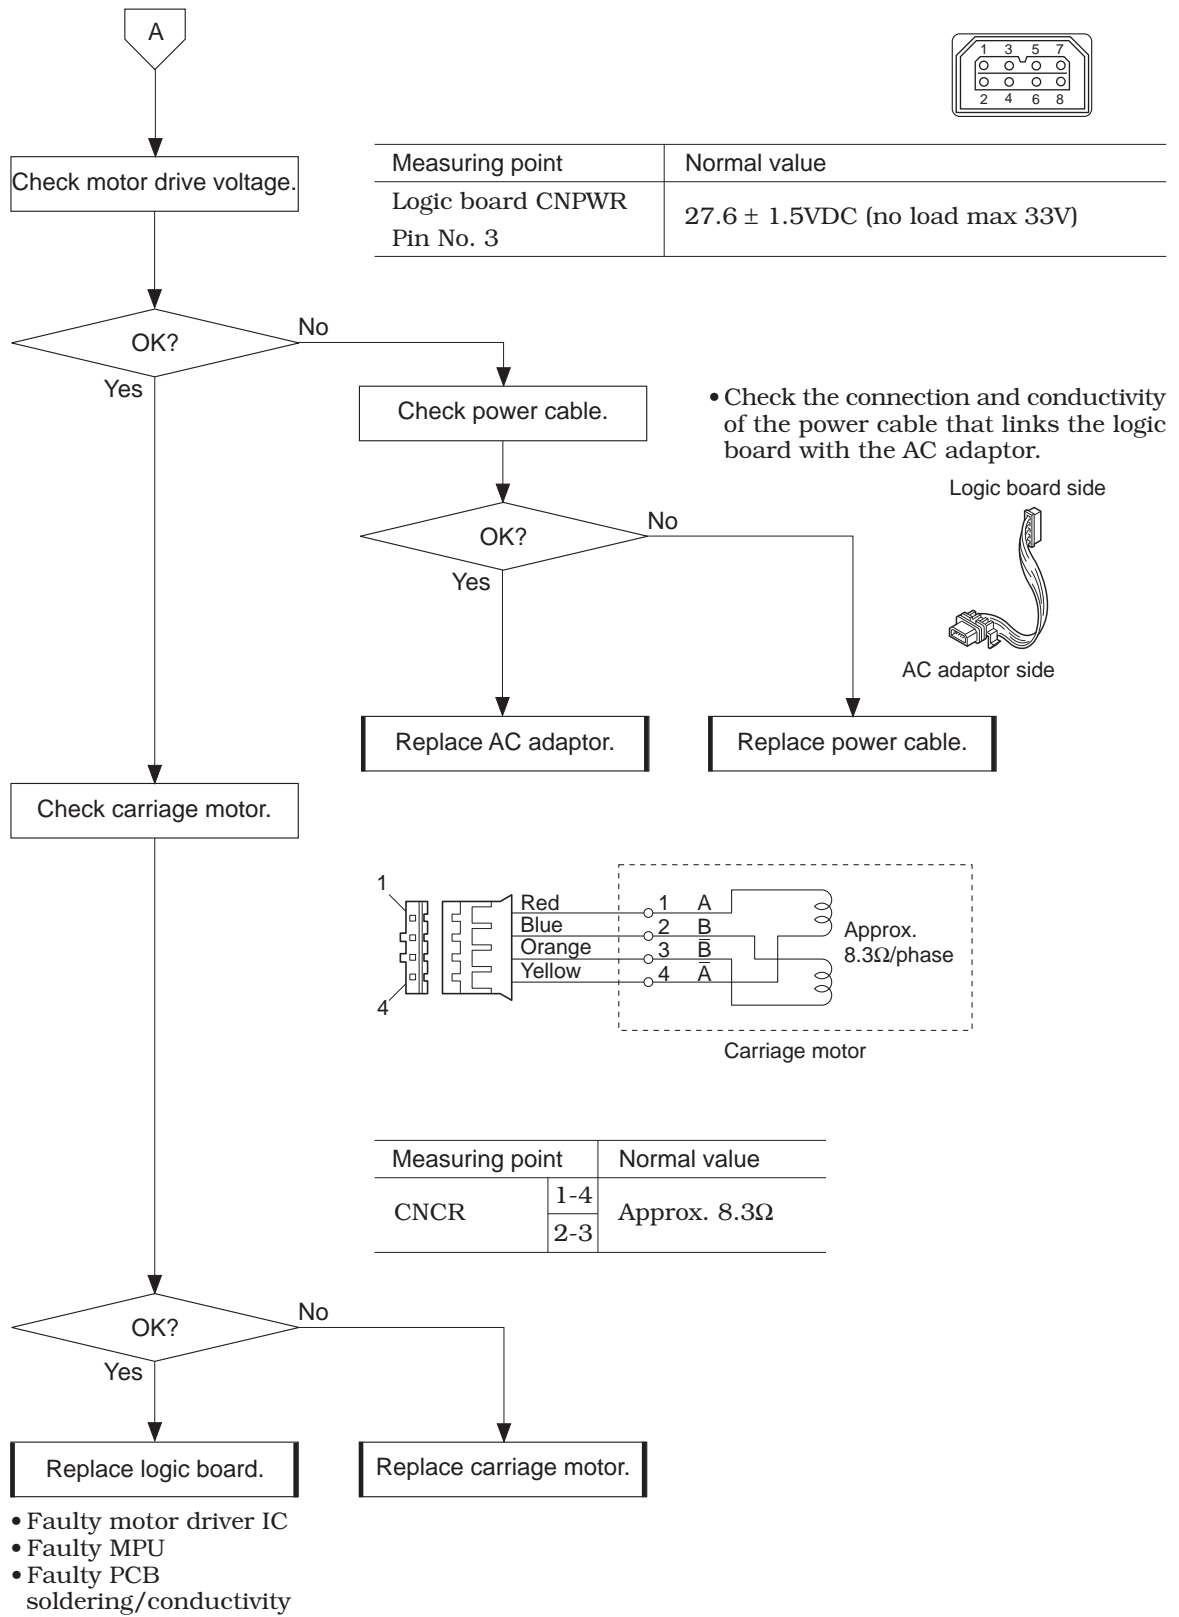 A
1 3 5 7
2 4 6 8
Check motor drive voltage.
Measuring point Normal value
Logic board CNPWR
Pin No. 3
27.6 ± 1.5VDC (no load max 33V)
OK?
No
Yes
Check power cable.
• Check the connection and conductivity
of the power cable that links the logic
board with the AC adaptor.
Logic board side
AC adaptor side
OK?
No
Yes
Replace AC adaptor.
Replace power cable.
Check carriage motor.
1
4
Red 1 A
Blue 2 B
Orange 3 B̅
Yellow 4 A̅
Approx.
8.3Ω/phase
Carriage motor
Measuring point Normal value
CNCR
1-4
2-3
Approx. 8.3Ω
OK?
No
Yes
Replace logic board.
Replace carriage motor.
• Faulty motor driver IC
• Faulty MPU
• Faulty PCB
soldering/conductivity